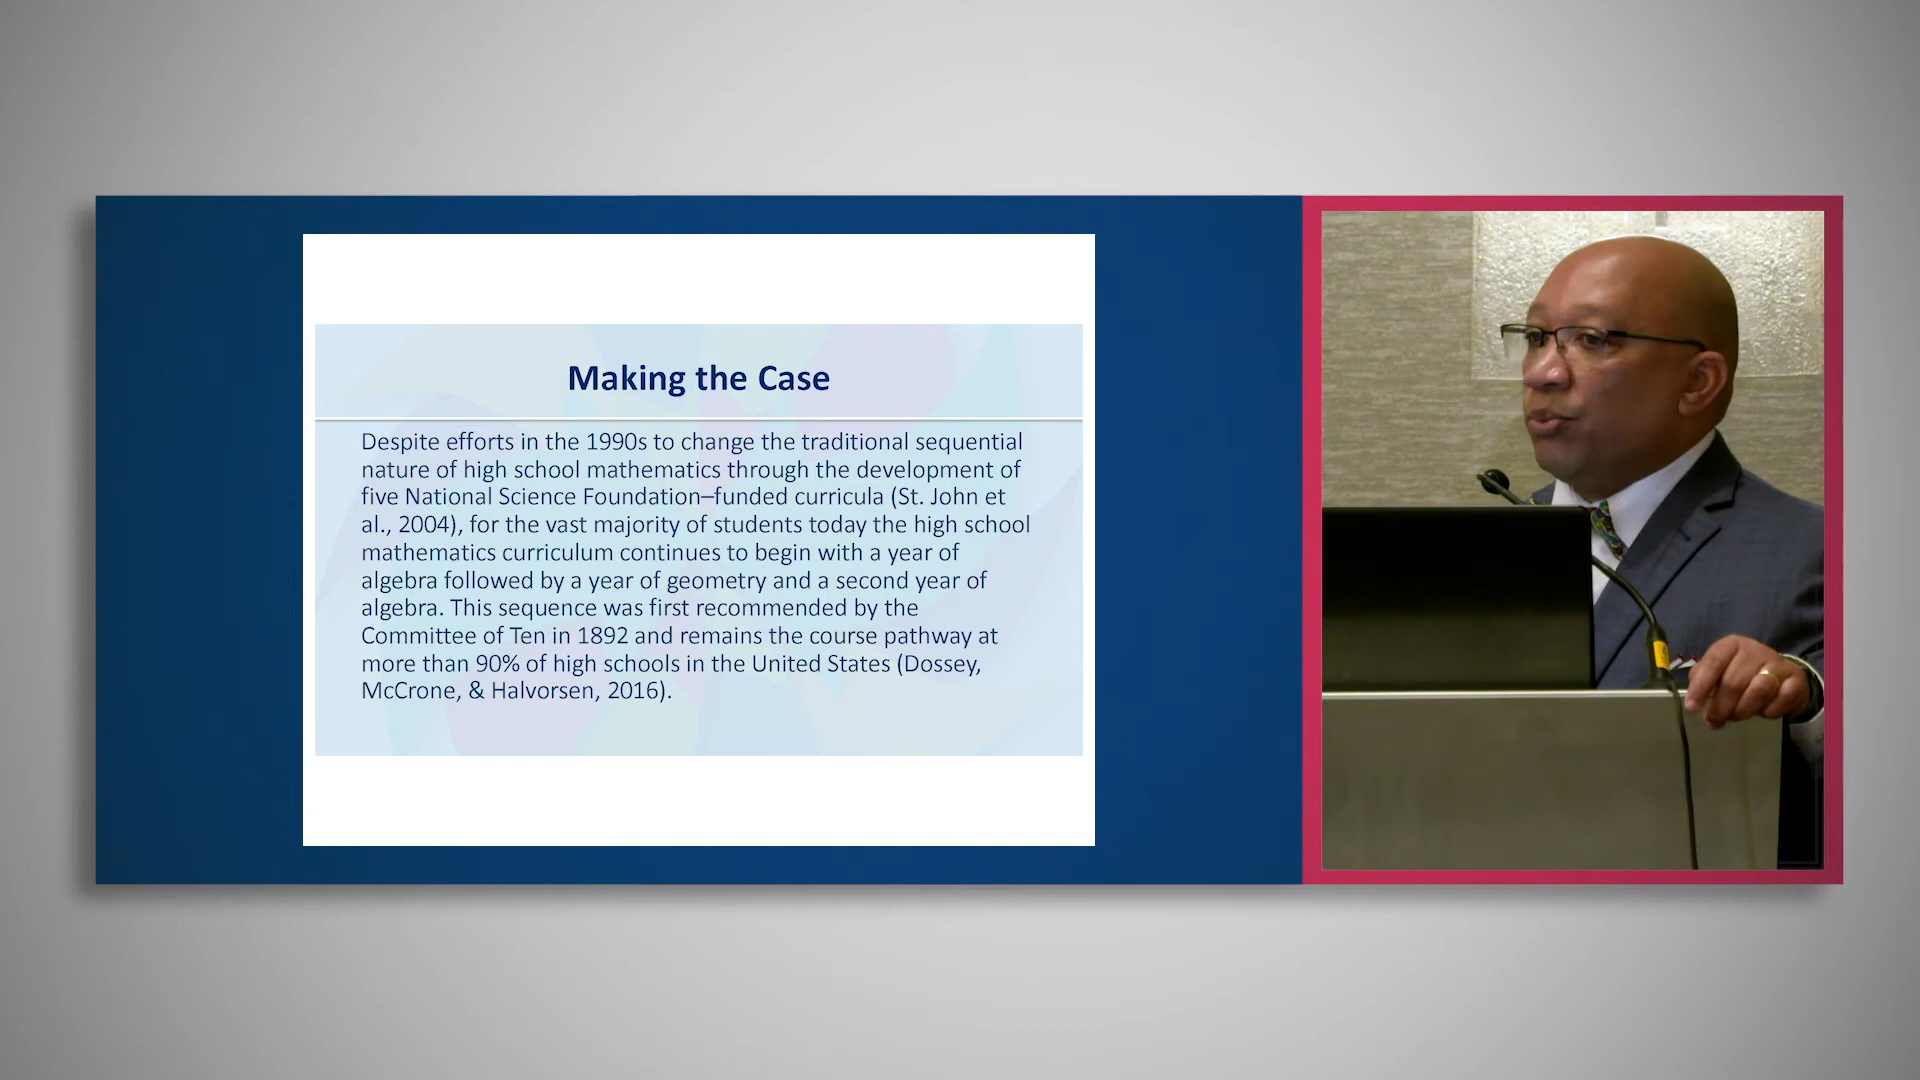 Making the Case
Despite efforts in the 1990s to change the traditional sequential
nature of high school mathematics through the development of
five National Science Foundation–funded curricula (St. John et
al., 2004), for the vast majority of students today the high school
mathematics curriculum continues to begin with a year of
algebra followed by a year of geometry and a second year of
algebra. This sequence was first recommended by the
Committee of Ten in 1892 and remains the course pathway at
more than 90% of high schools in the United States (Dossey,
McCrone, & Halvorsen, 2016).